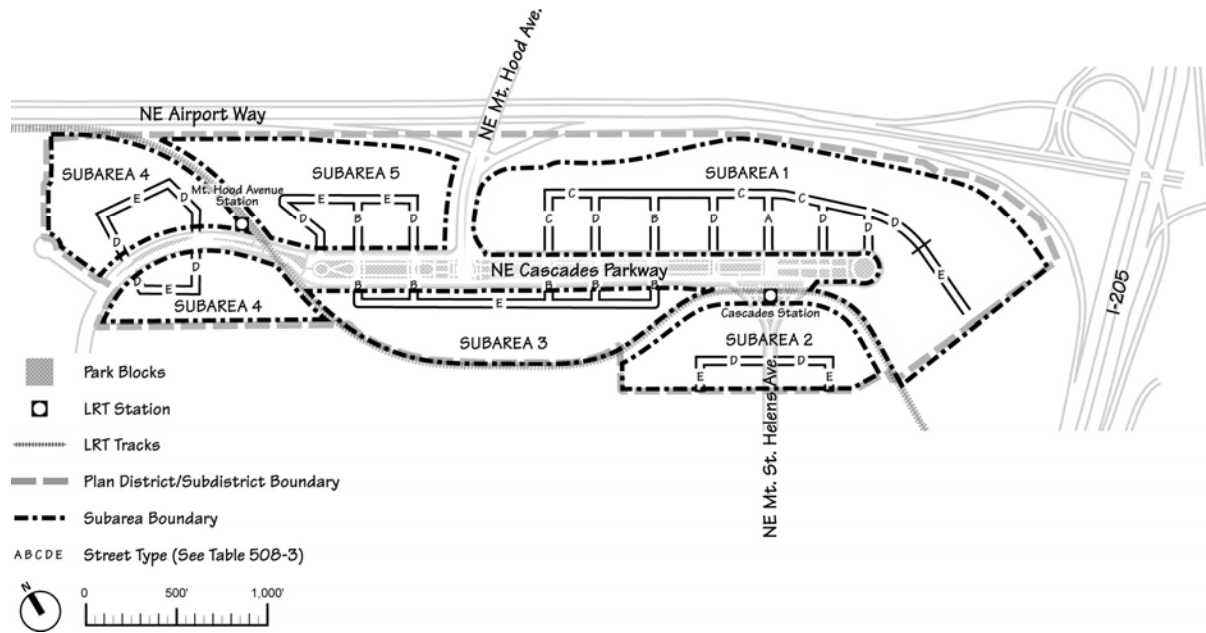 NE Mt. Hood Ave.
NE Airport Way
SUBAREA 4
SUBAREA 5
SUBAREA 1
Mt. Hood Avenue
Station
E
D
D
E
E
D
B
D
C
C
C
C
D
B
D
A
D
D
D
E
NE Cascades Parkway
D
E
D
SUBAREA 4
B
B
B
B
B
E
Cascades Station
SUBAREA 3
SUBAREA 2
D
D
E
E
NE Mt. St. Helens Ave.
I-205
Park Blocks
LRT Station
LRT Tracks
Plan District/Subdistrict Boundary
Subarea Boundary
A B C D E Street Type (See Table 508-3)
N
0 500' 1,000'